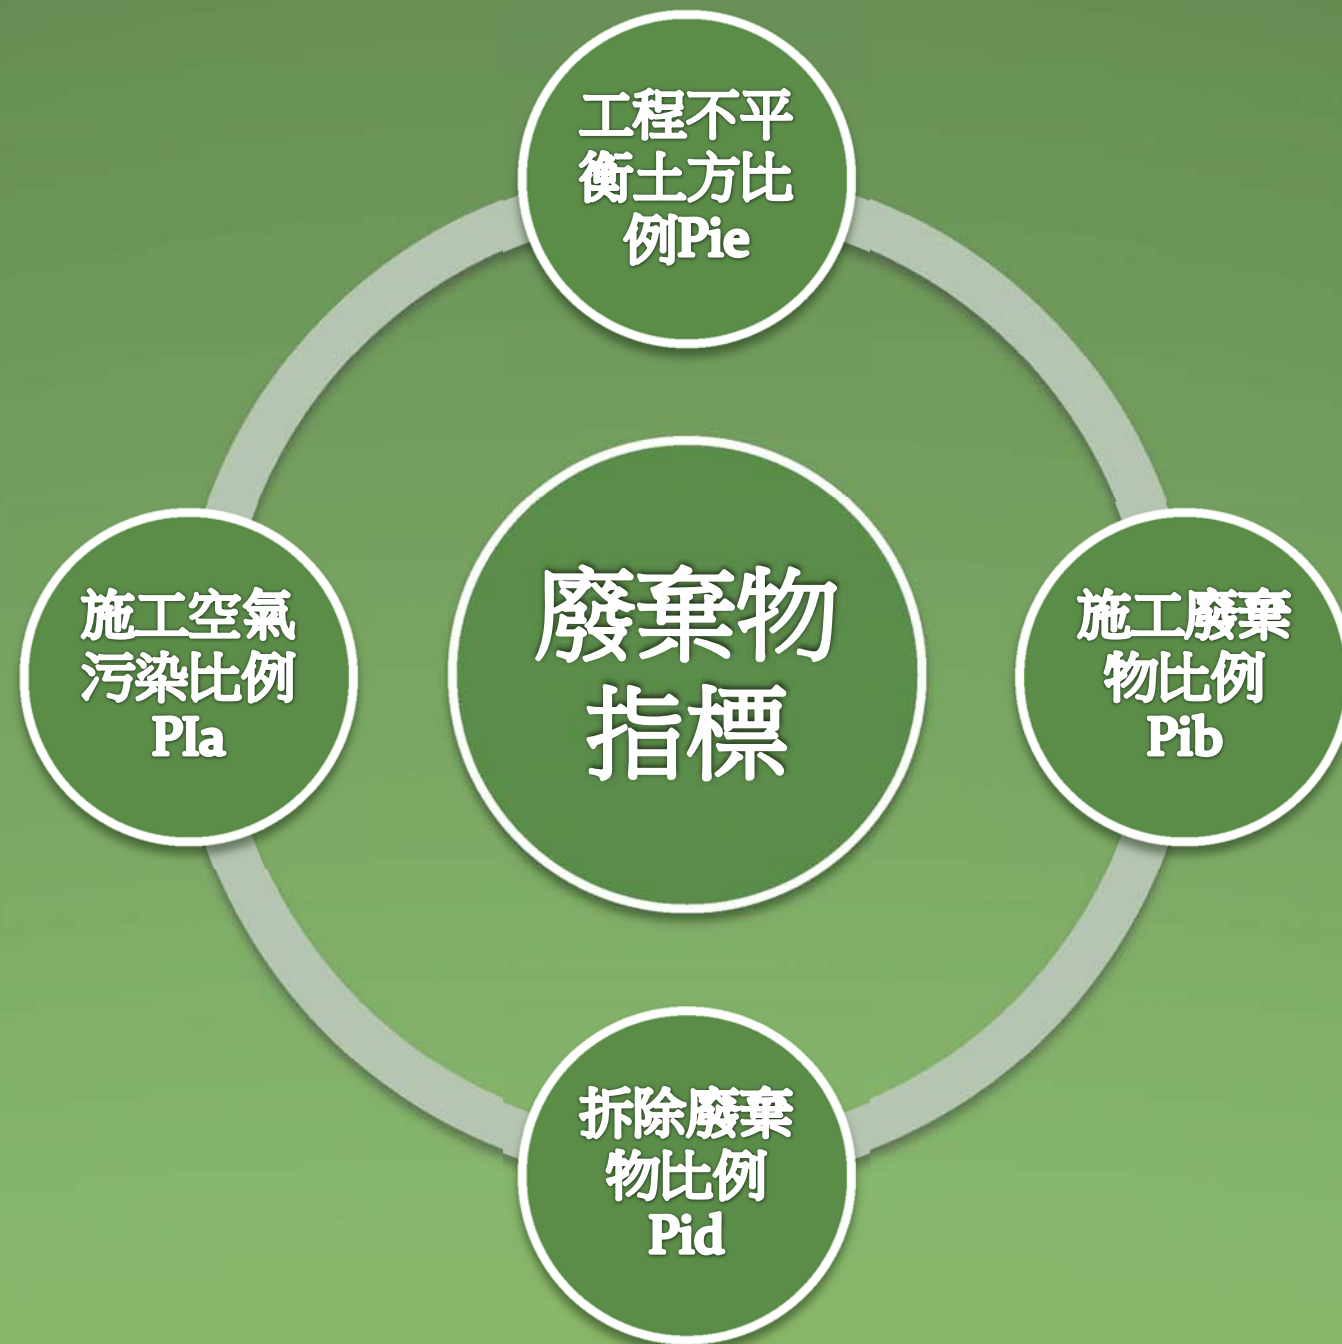 工程不平
衡土方比
例Pie
施工空氣
污染比例
PIa
廢棄物
指標
施工廢棄
物比例
Pib
拆除廢棄
物比例
Pid